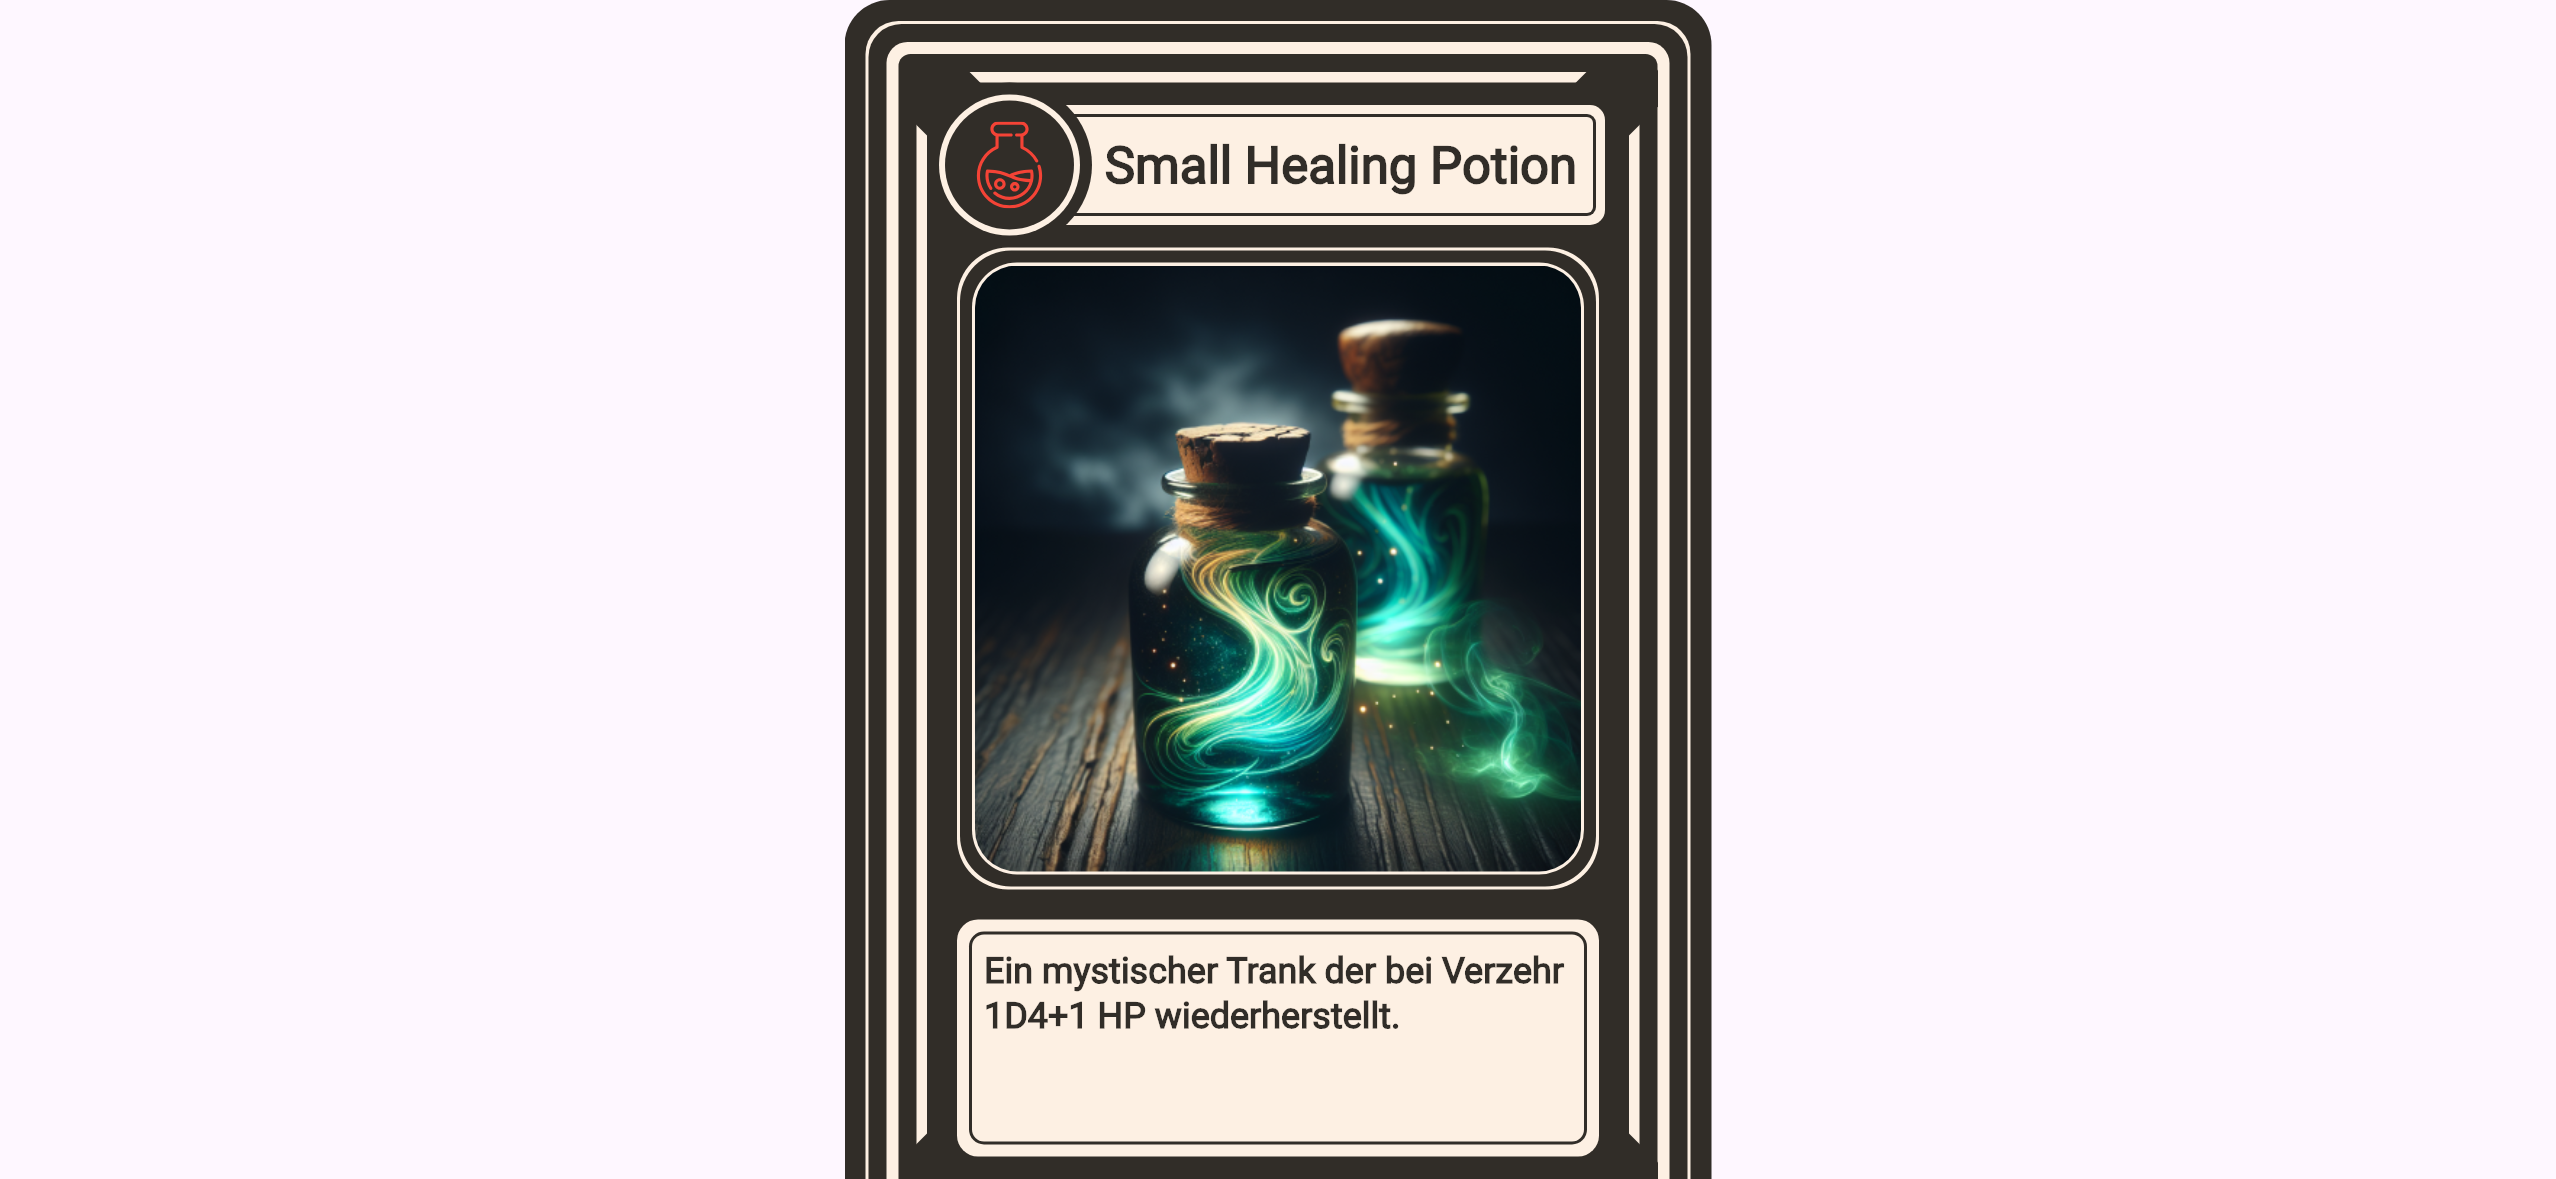 Small Healing Potion
Ein mystischer Trank der bei Verzehr
1D4+1 HP wiederherstellt.